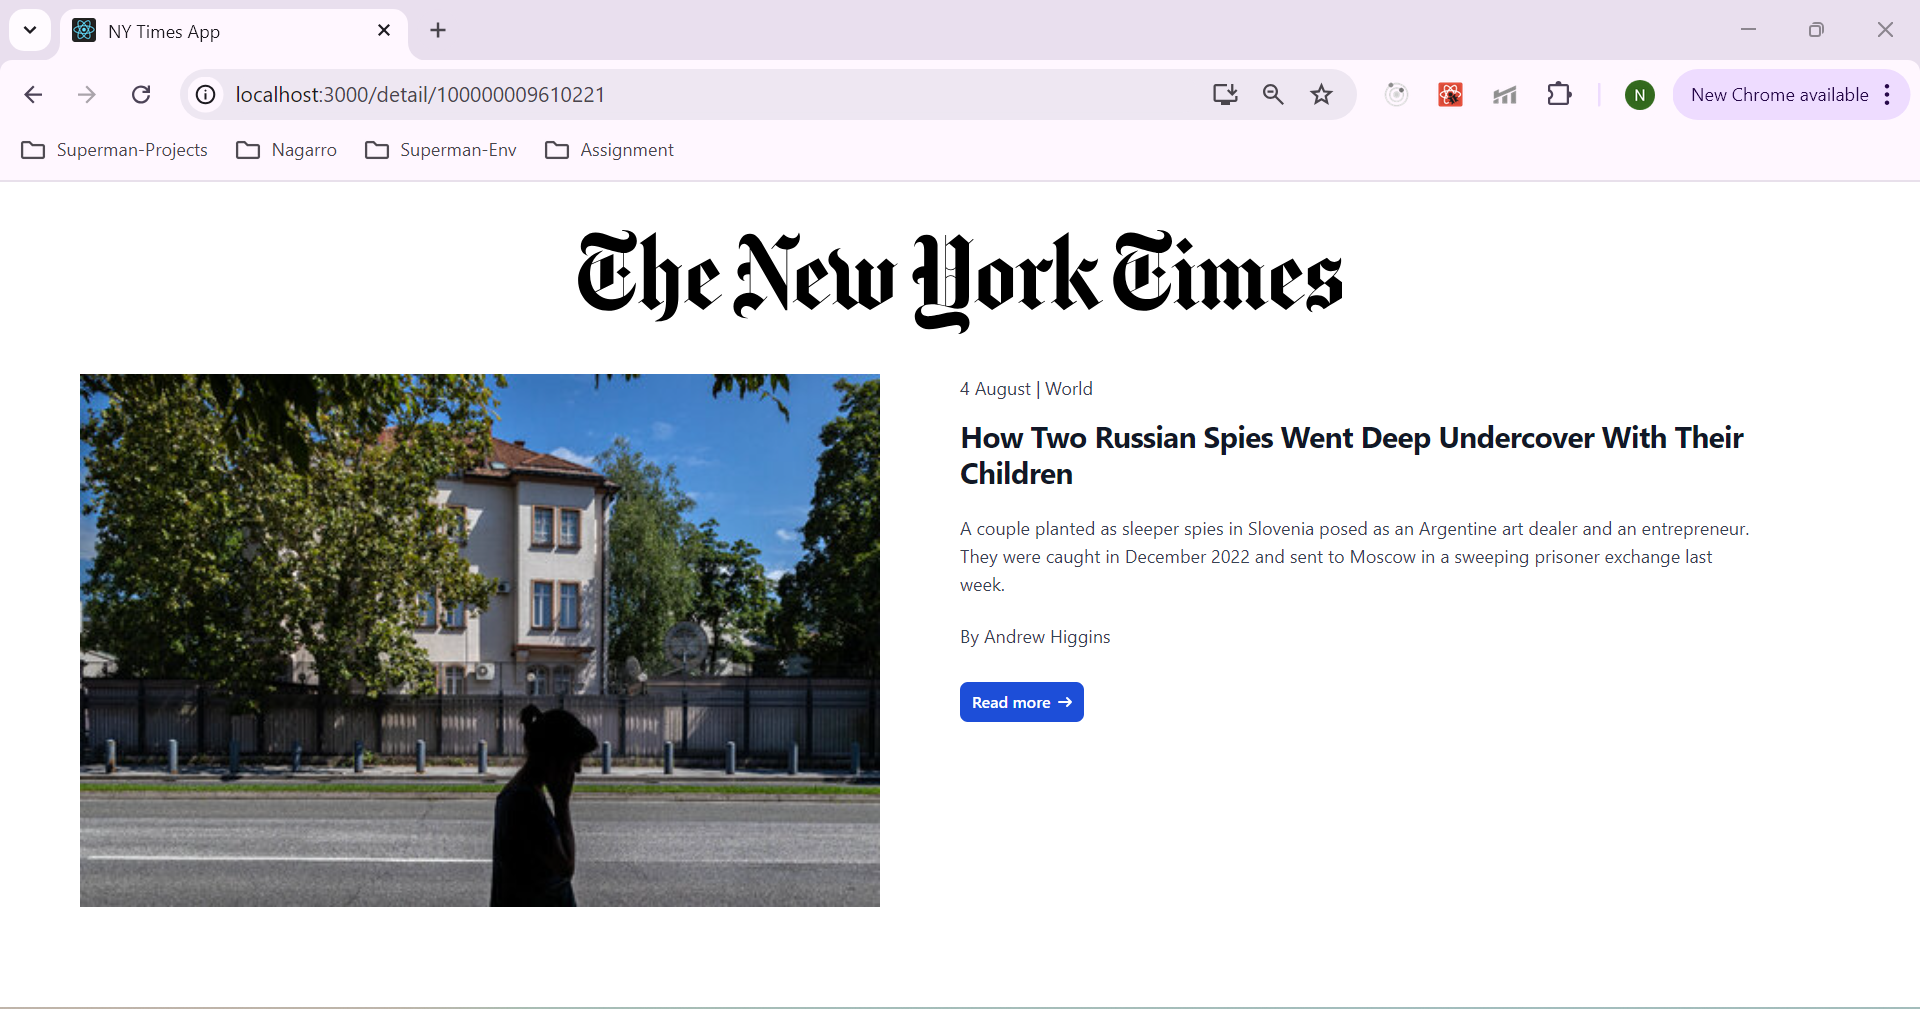 NY Times App
localhost:3000/detail/100000009610221
N
New Chrome available
Superman-Projects
Nagarro
Superman-Env
Assignment
The New York Times
4 August | World
How Two Russian Spies Went Deep Undercover With Their
Children
A couple planted as sleeper spies in Slovenia posed as an Argentine art dealer and an entrepreneur.
They were caught in December 2022 and sent to Moscow in a sweeping prisoner exchange last
week.
By Andrew Higgins
Read more →